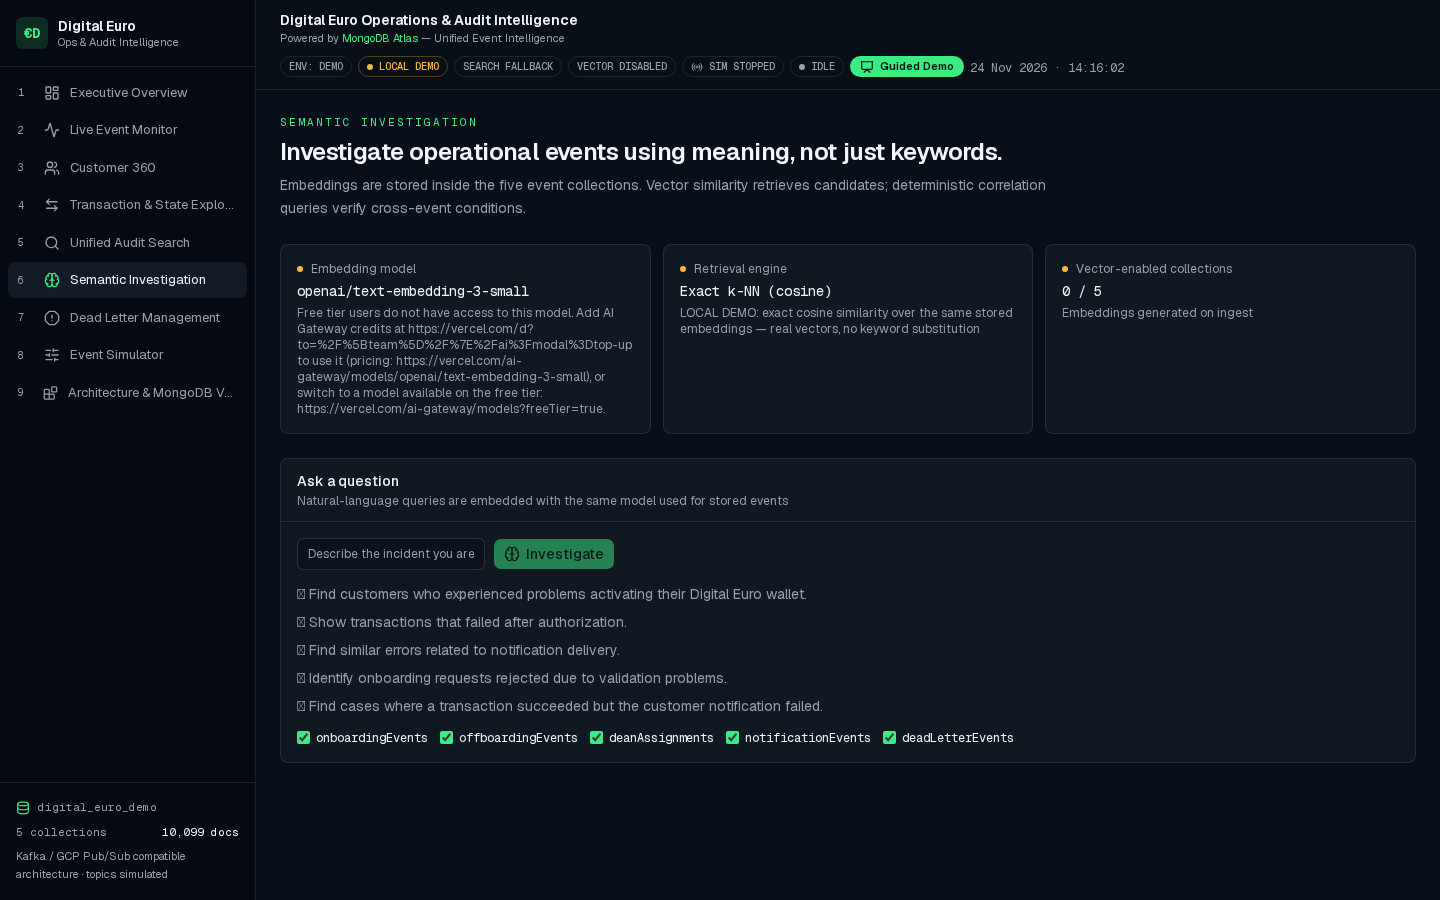 €D
Digital Euro
Ops & Audit Intelligence
1 Executive Overview
2 Live Event Monitor
3 Customer 360
4 Transaction & State Explo...
5 Unified Audit Search
6 Semantic Investigation
7 Dead Letter Management
8 Event Simulator
9 Architecture & MongoDB V...
digital_euro_demo
5 collections 10,099 docs
Kafka / GCP Pub/Sub compatible
architecture · topics simulated
Digital Euro Operations & Audit Intelligence
Powered by MongoDB Atlas — Unified Event Intelligence
ENV: DEMO LOCAL DEMO SEARCH FALLBACK VECTOR DISABLED SIM STOPPED IDLE Guided Demo 24 Nov 2026 · 14:16:02
SEMANTIC INVESTIGATION
Investigate operational events using meaning, not just keywords.
Embeddings are stored inside the five event collections. Vector similarity retrieves candidates; deterministic correlation
queries verify cross-event conditions.
Embedding model
openai/text-embedding-3-small
Free tier users do not have access to this model. Add AI
Gateway credits at https://vercel.com/d?
to=%2F%5Bteam%5D%2F%7E%2Fai%3Fmodal%3Dtop-up
to use it (pricing: https://vercel.com/ai-
gateway/models/openai/text-embedding-3-small), or
switch to a model available on the free tier:
https://vercel.com/ai-gateway/models?freeTier=true.
Retrieval engine
Exact k-NN (cosine)
LOCAL DEMO: exact cosine similarity over the same stored
embeddings — real vectors, no keyword substitution
Vector-enabled collections
0 / 5
Embeddings generated on ingest
Ask a question
Natural-language queries are embedded with the same model used for stored events
Describe the incident you are
Investigate
Find customers who experienced problems activating their Digital Euro wallet.
Show transactions that failed after authorization.
Find similar errors related to notification delivery.
Identify onboarding requests rejected due to validation problems.
Find cases where a transaction succeeded but the customer notification failed.
onboardingEvents offboardingEvents deanAssignments notificationEvents deadLetterEvents